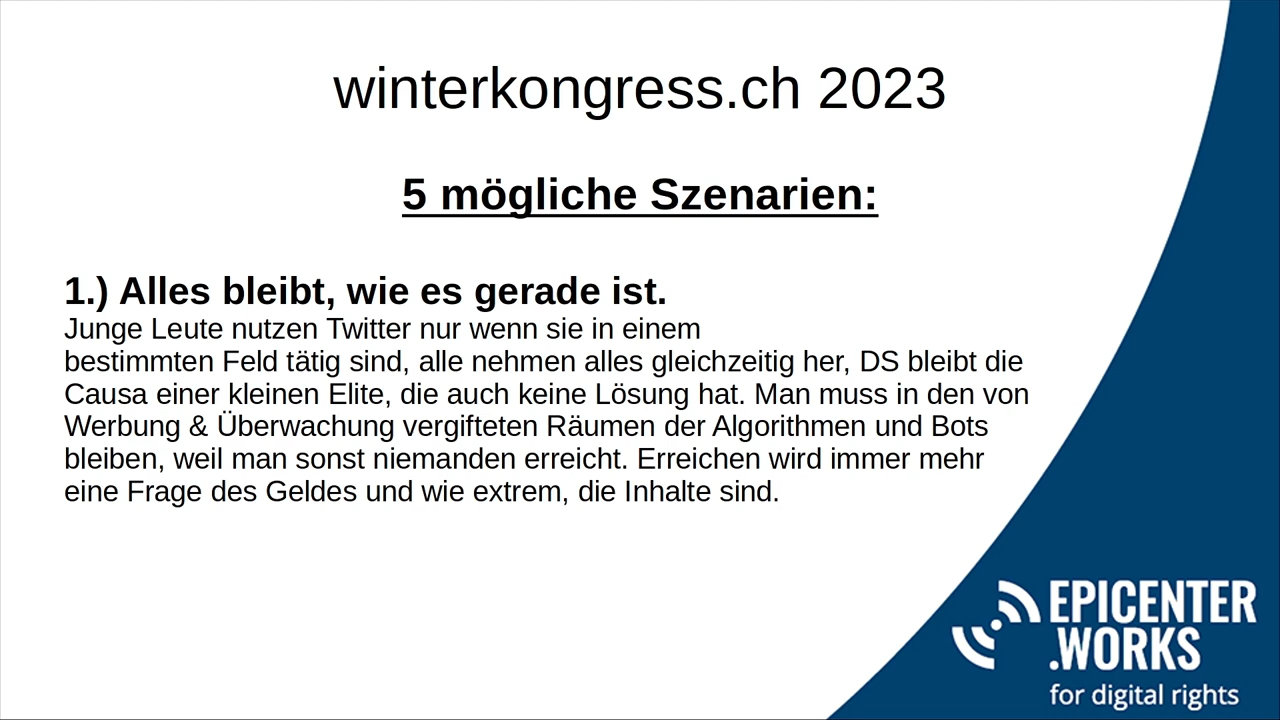 winterkongress.ch 2023
5 mögliche Szenarien:
1.) Alles bleibt, wie es gerade ist.
Junge Leute nutzen Twitter nur wenn sie in einem
bestimmten Feld tätig sind, alle nehmen alles gleichzeitig her, DS bleibt die
Causa einer kleinen Elite, die auch keine Lösung hat. Man muss in den von
Werbung & Überwachung vergifteten Räumen der Algorithmen und Bots
bleiben, weil man sonst niemanden erreicht. Erreichen wird immer mehr
eine Frage des Geldes und wie extrem, die Inhalte sind.
EPICENTER
.WORKS
for digital rights